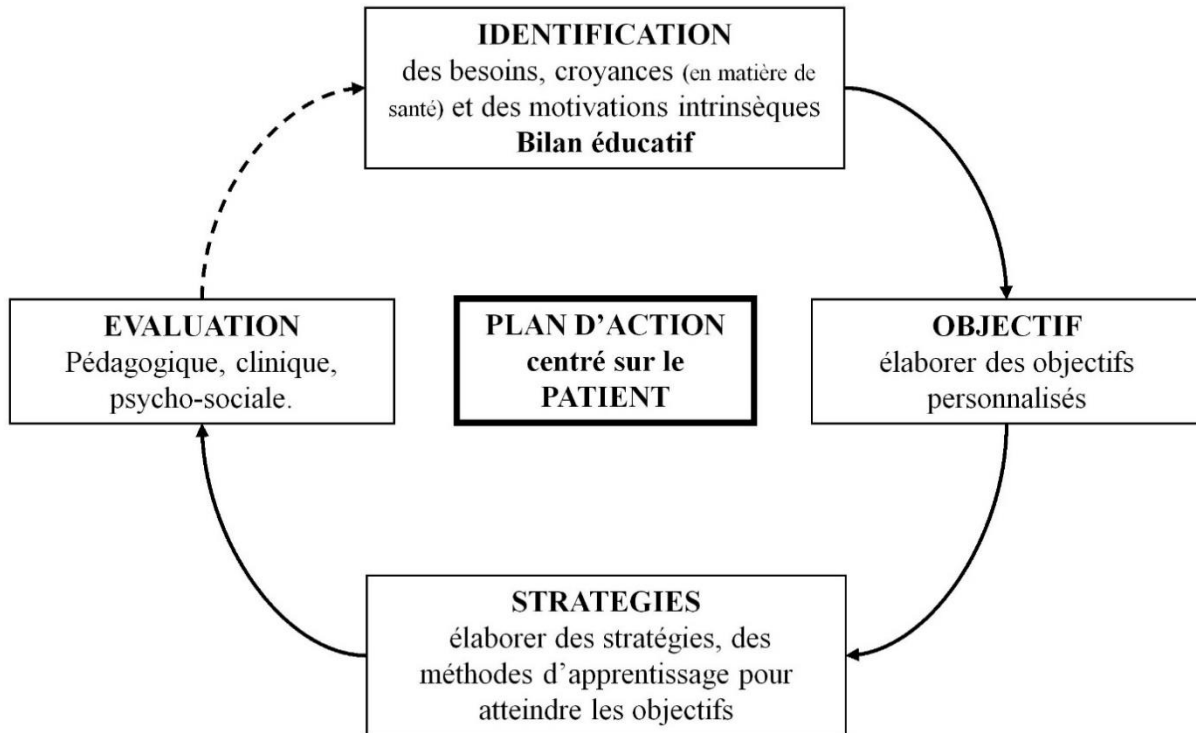 IDENTIFICATION
des besoins, croyances (en matière de
santé) et des motivations intrinsèques
Bilan éducatif
EVALUATION
Pédagogique, clinique,
psycho-sociale.
PLAN D’ACTION
centré sur le
PATIENT
OBJECTIF
élaborer des objectifs
personnalisés
STRATEGIES
élaborer des stratégies, des
méthodes d’apprentissage pour
atteindre les objectifs